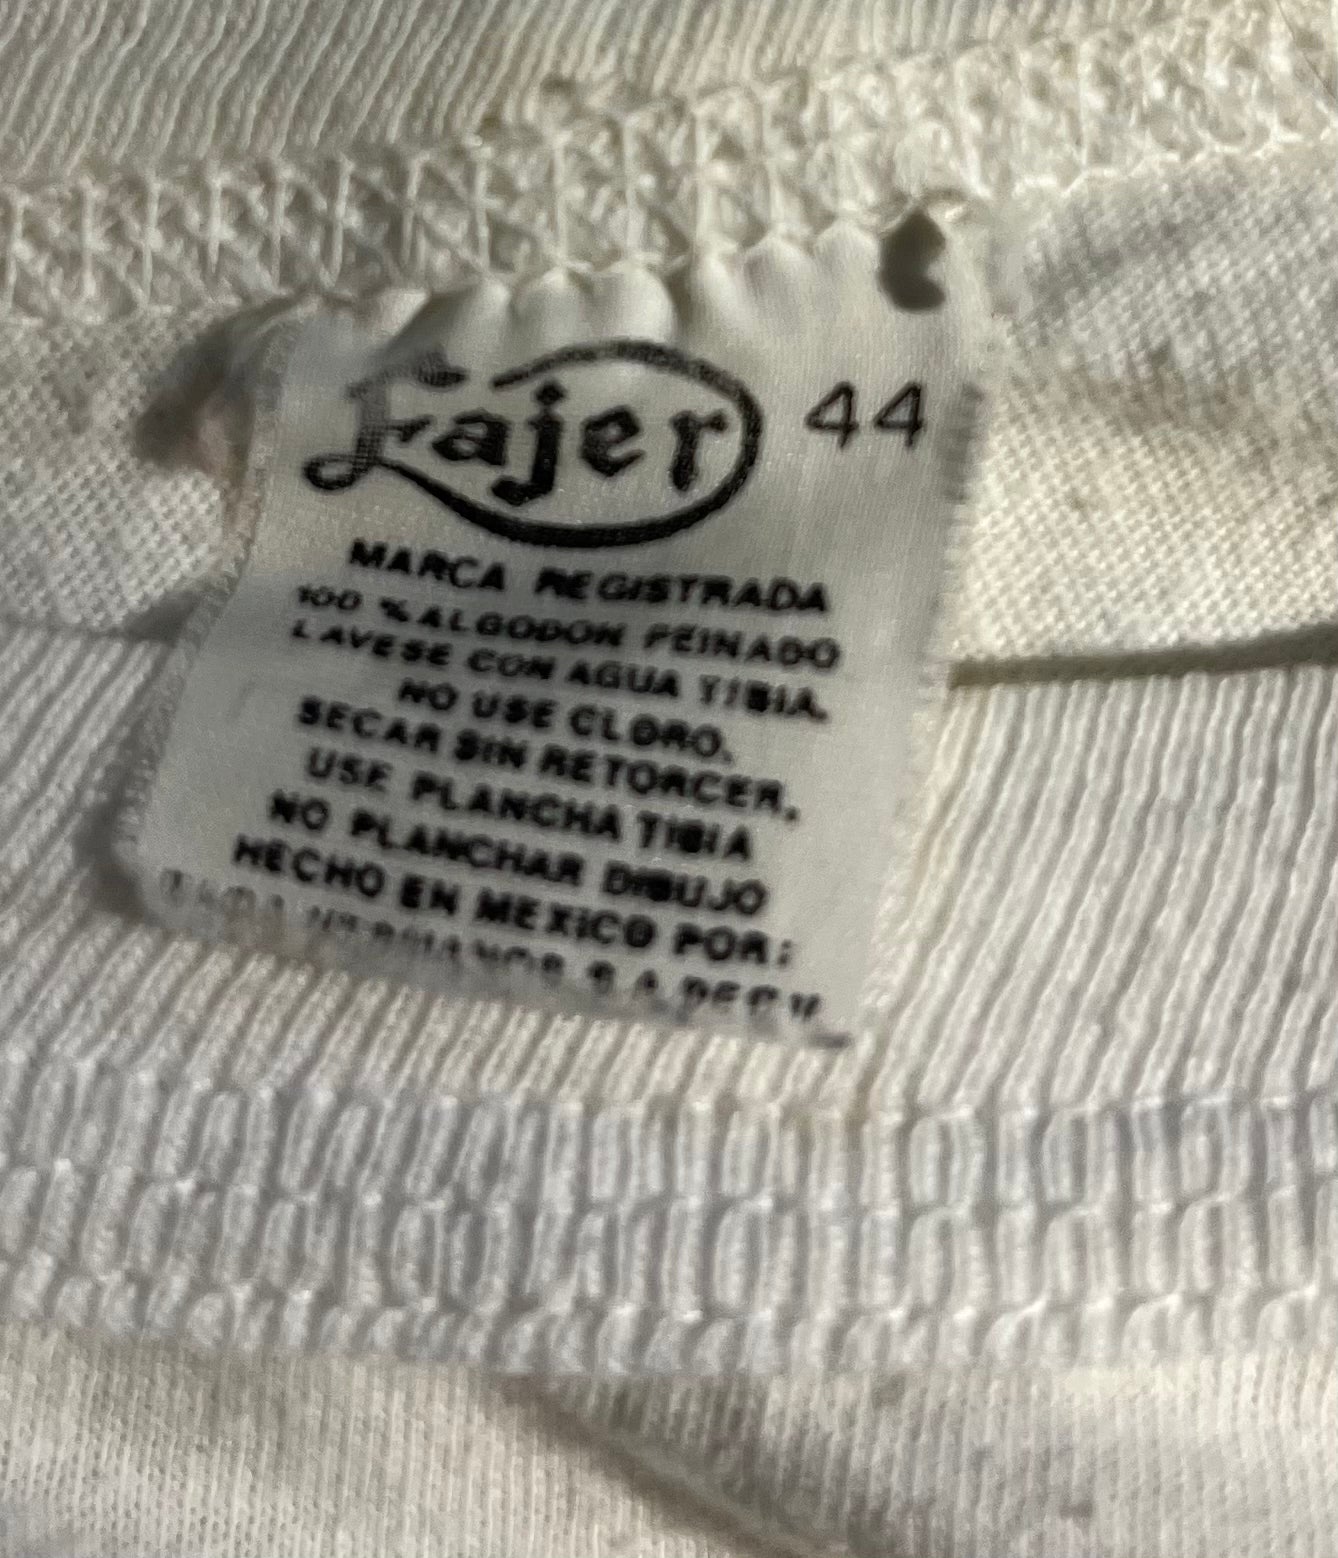 Fajer 44
MARCA REGISTRADA
100 % ALGODON PEINADO
LAVESE CON AGUA TIBIA.
NO USE CLORO.
SECAR SIN RETORCER.
USE PLANCHA TIBIA
NO PLANCHAR DIBUJO
HECHO EN MEXICO POR:
S A DE C V